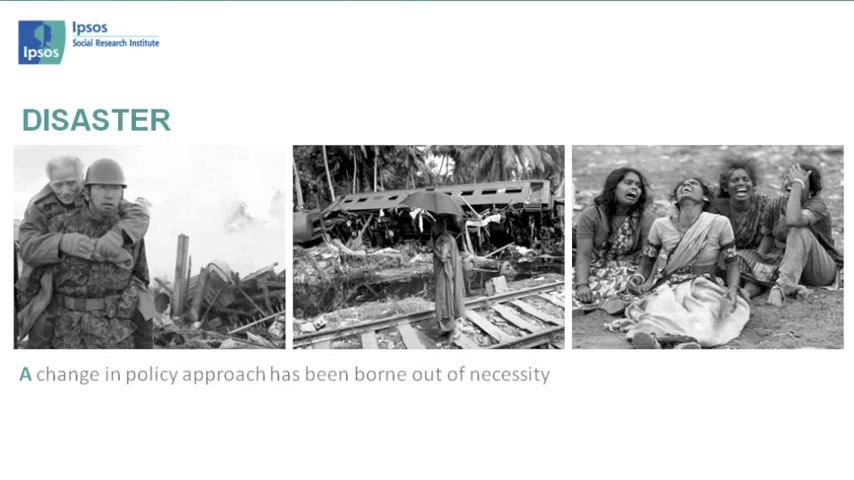 Ipsos
Ipsos
Social Research Institute
DISASTER
A change in policy approach has been borne out of necessity